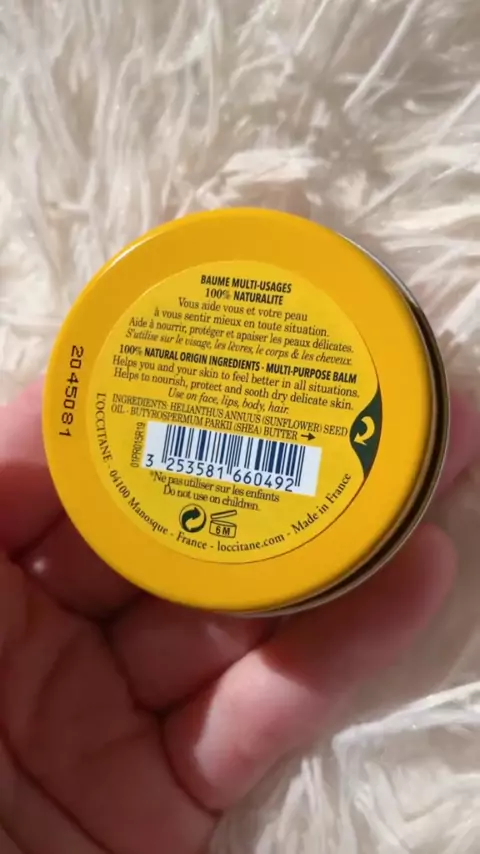 BAUME MULTI-USAGES
100% NATURALITE
Vous aide vous et votre peau
à vous sentir mieux en toute situation.
Aide à nourrir, protéger et apaiser les peaux délicates.
S'utilise sur le visage, les lèvres, le corps & les cheveux.
100% NATURAL ORIGIN INGREDIENTS · MULTI-PURPOSE BALM
Helps you and your skin to feel better in all situations.
Helps to nourish, protect and sooth dry delicate skin.
Use on face, lips, body, hair.
INGREDIENTS: HELIANTHUS ANNUUS (SUNFLOWER) SEED
OIL · BUTYROSPERMUM PARKII (SHEA) BUTTER →
01PR015R19
3 253581 660492
*Ne pas utiliser sur les enfants
Do not use on children.
6 M
L'OCCITANE - 04100 Manosque - France - loccitane.com - Made in France
2045081